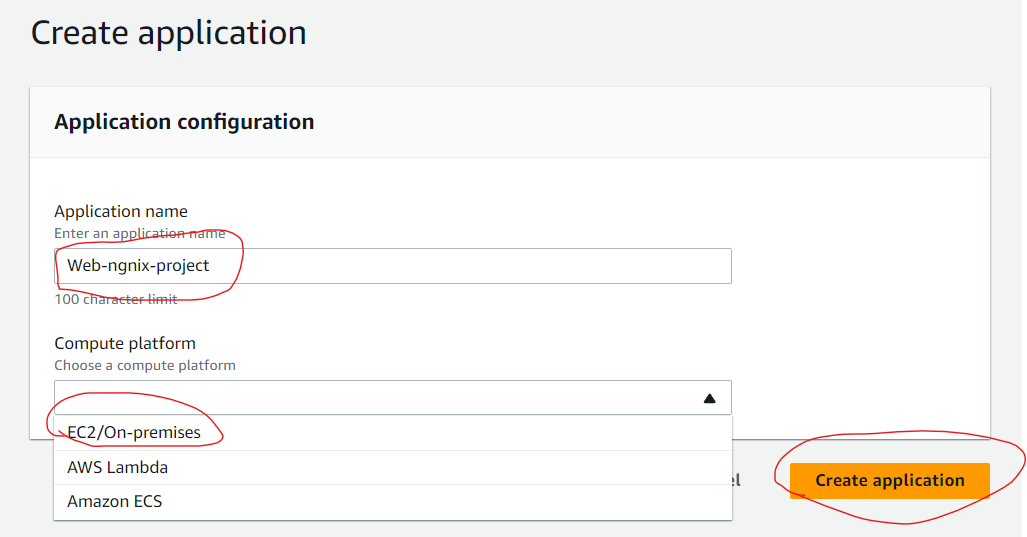 Create application
Application configuration
Application name
Enter an application name
Web-ngnix-project
100 character limit
Compute platform
Choose a compute platform
EC2/On-premises
AWS Lambda
Amazon ECS
Create application